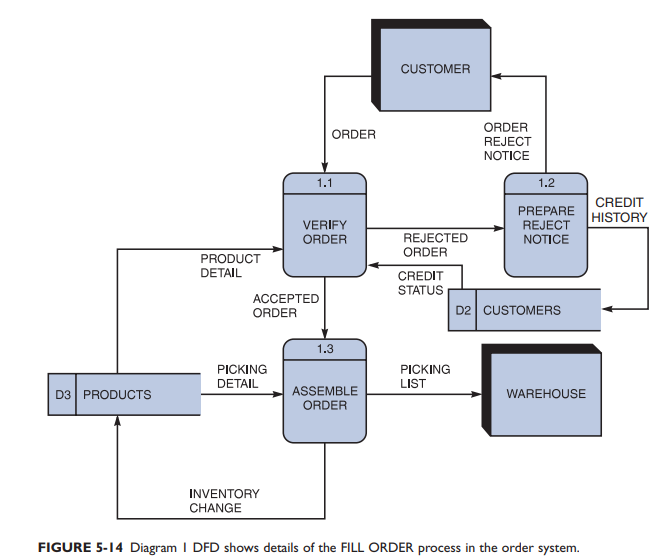 CUSTOMER
ORDER
ORDER
REJECT
NOTICE
1.1
VERIFY
ORDER
1.2
PREPARE
REJECT
NOTICE
CREDIT
HISTORY
REJECTED
ORDER
PRODUCT
DETAIL
CREDIT
STATUS
ACCEPTED
ORDER
D2 CUSTOMERS
1.3
ASSEMBLE
ORDER
PICKING
DETAIL
PICKING
LIST
D3 PRODUCTS
WAREHOUSE
INVENTORY
CHANGE
FIGURE 5-14 Diagram 1 DFD shows details of the FILL ORDER process in the order system.